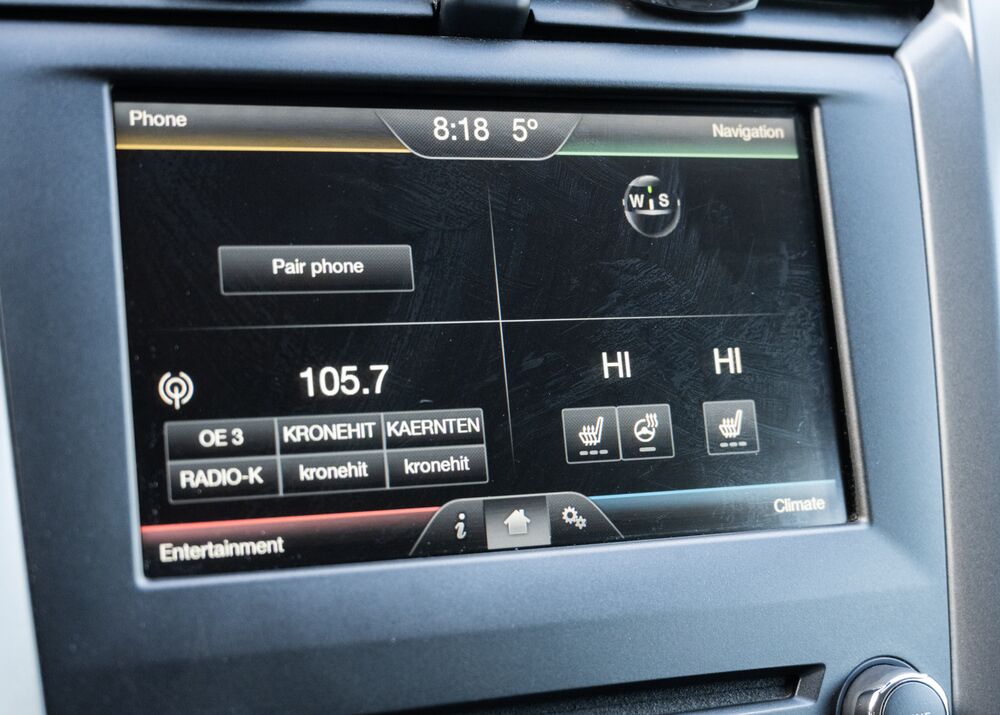 Phone
8:18 5º
Navigation
W S
Pair phone
105.7
OE 3 KRONEHIT KAERNTEN
RADIO-K kronehit kronehit
HI HI
i
Entertainment
Climate